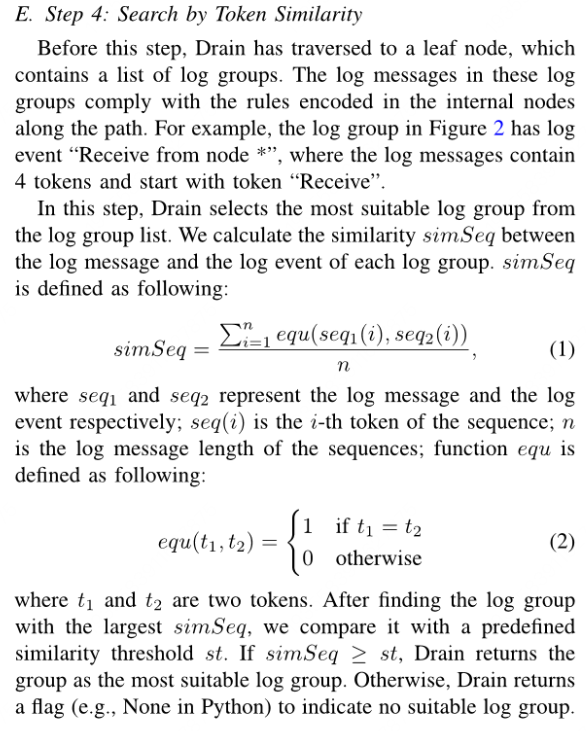 E. Step 4: Search by Token Similarity
Before this step, Drain has traversed to a leaf node, which
contains a list of log groups. The log messages in these log
groups comply with the rules encoded in the internal nodes
along the path. For example, the log group in Figure 2 has log
event “Receive from node *”, where the log messages contain
4 tokens and start with token “Receive”.
In this step, Drain selects the most suitable log group from
the log group list. We calculate the similarity simSeq between
the log message and the log event of each log group. simSeq
is defined as following:
simSeq = \frac{\sum_{i=1}^{n} equ(seq_1(i), seq_2(i))}{n}, (1)
where seq₁ and seq₂ represent the log message and the log
event respectively; seq(i) is the i-th token of the sequence; n
is the log message length of the sequences; function equ is
defined as following:
equ(t_1, t_2) = \begin{cases} 1 & \text{if } t_1 = t_2 \\ 0 & \text{otherwise} \end{cases} (2)
where t₁ and t₂ are two tokens. After finding the log group
with the largest simSeq, we compare it with a predefined
similarity threshold st. If simSeq ≥ st, Drain returns the
group as the most suitable log group. Otherwise, Drain returns
a flag (e.g., None in Python) to indicate no suitable log group.